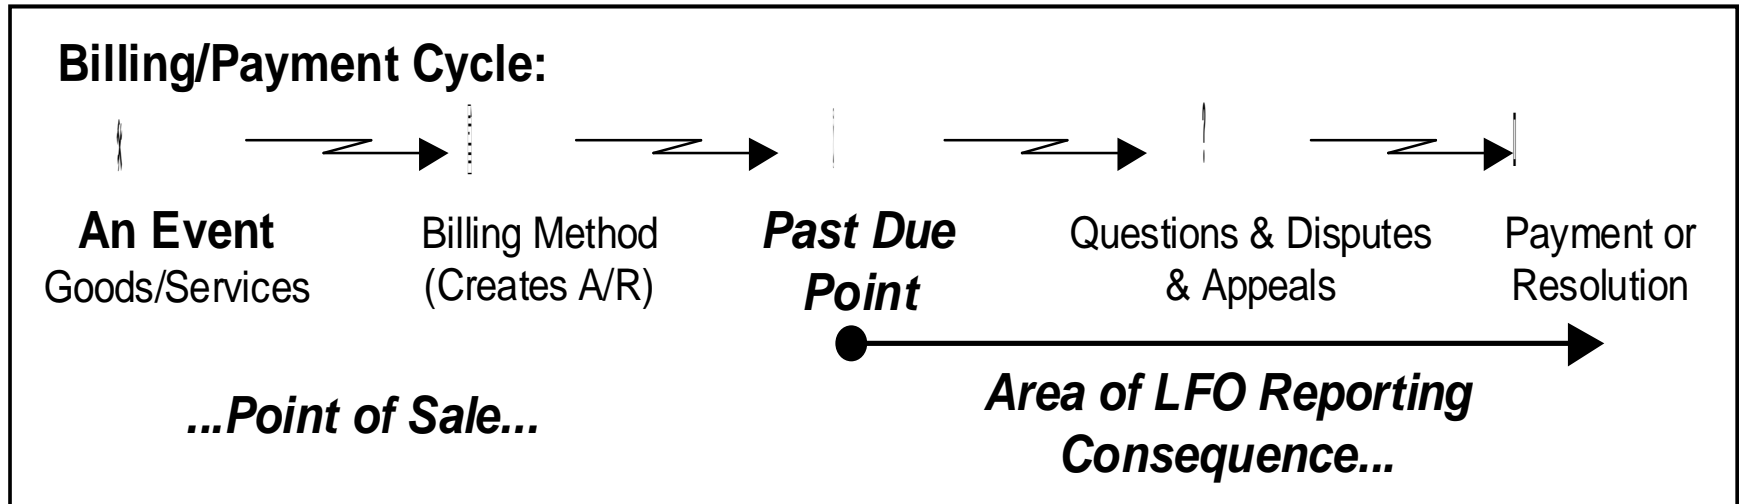 Billing/Payment Cycle:
An Event
Goods/Services
Billing Method
(Creates A/R)
Past Due
Point
Questions & Disputes
& Appeals
Payment or
Resolution
...Point of Sale...
Area of LFO Reporting
Consequence...